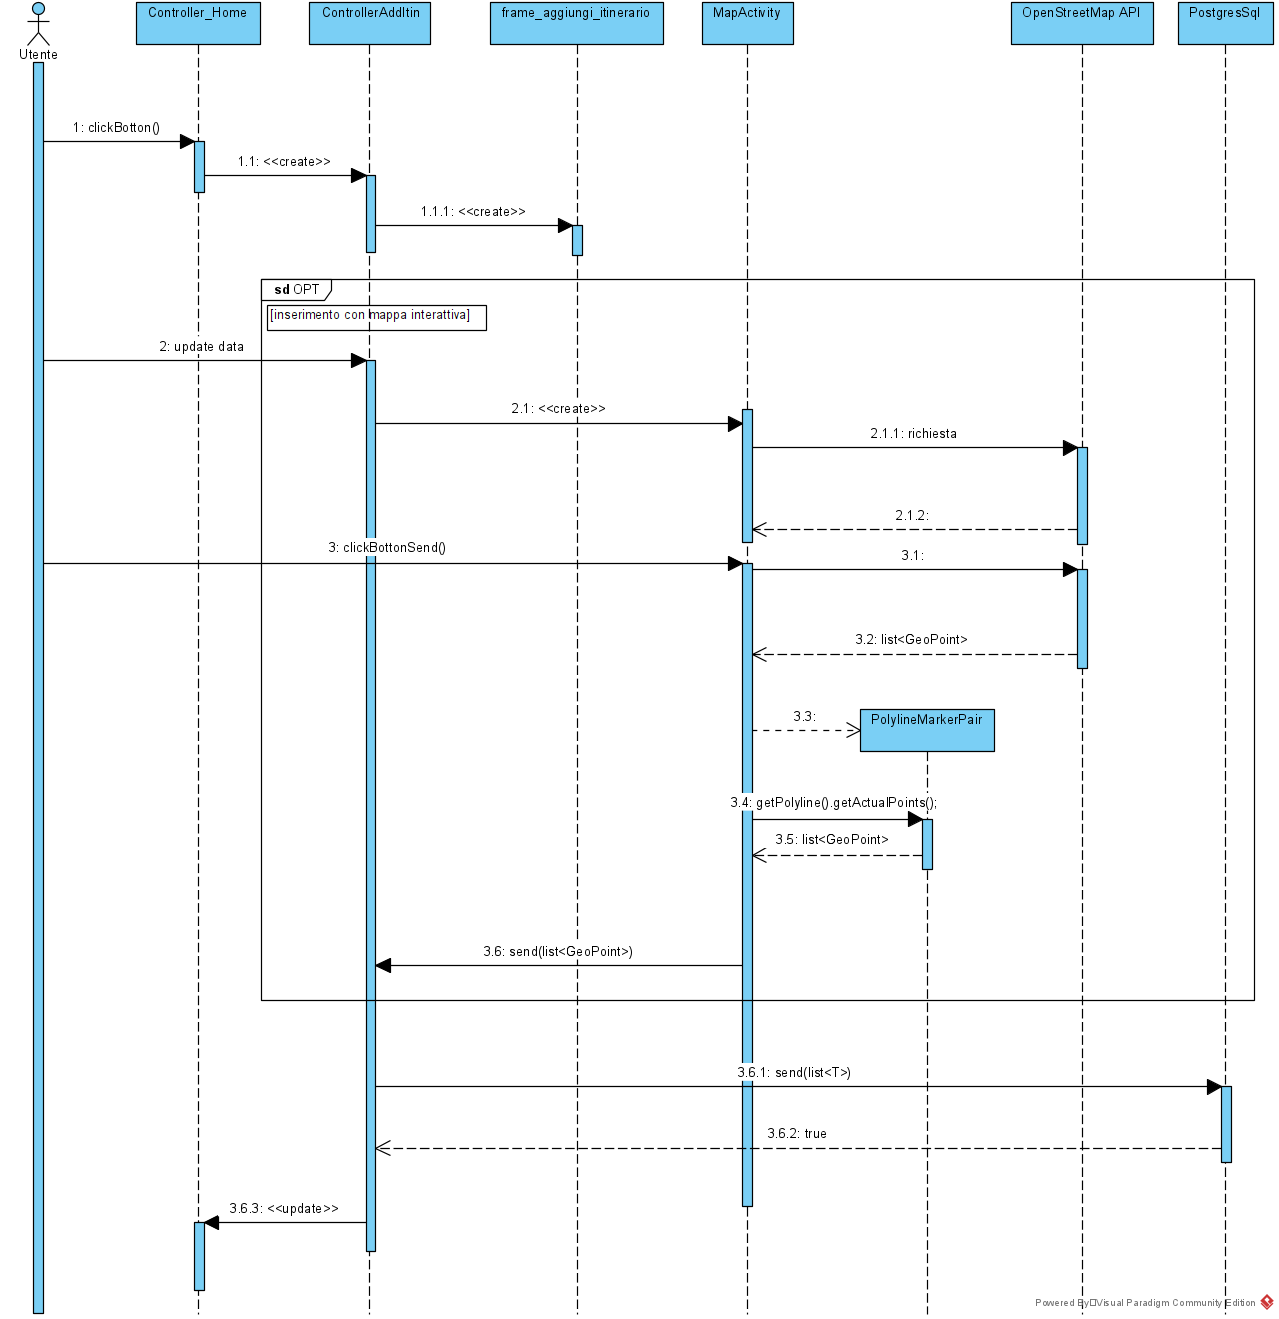 Controller_Home
ControllerAddItin
frame_aggiungi_itinerario
MapActivity
OpenStreetMap API
PostgresSql
Utente
1: clickBotton()
1.1: <<create>>
1.1.1: <<create>>
sd OPT
[inserimento con mappa interattiva]
2: update data
2.1: <<create>>
2.1.1: richiesta
2.1.2:
3: clickBottonSend()
3.1:
3.2: list<GeoPoint>
3.3:
PolylineMarkerPair
3.4: getPolyline().getActualPoints();
3.5: list<GeoPoint>
3.6: send(list<GeoPoint>)
3.6.1: send(list<T>)
3.6.2: true
3.6.3: <<update>>
Powered By Visual Paradigm Community Edition